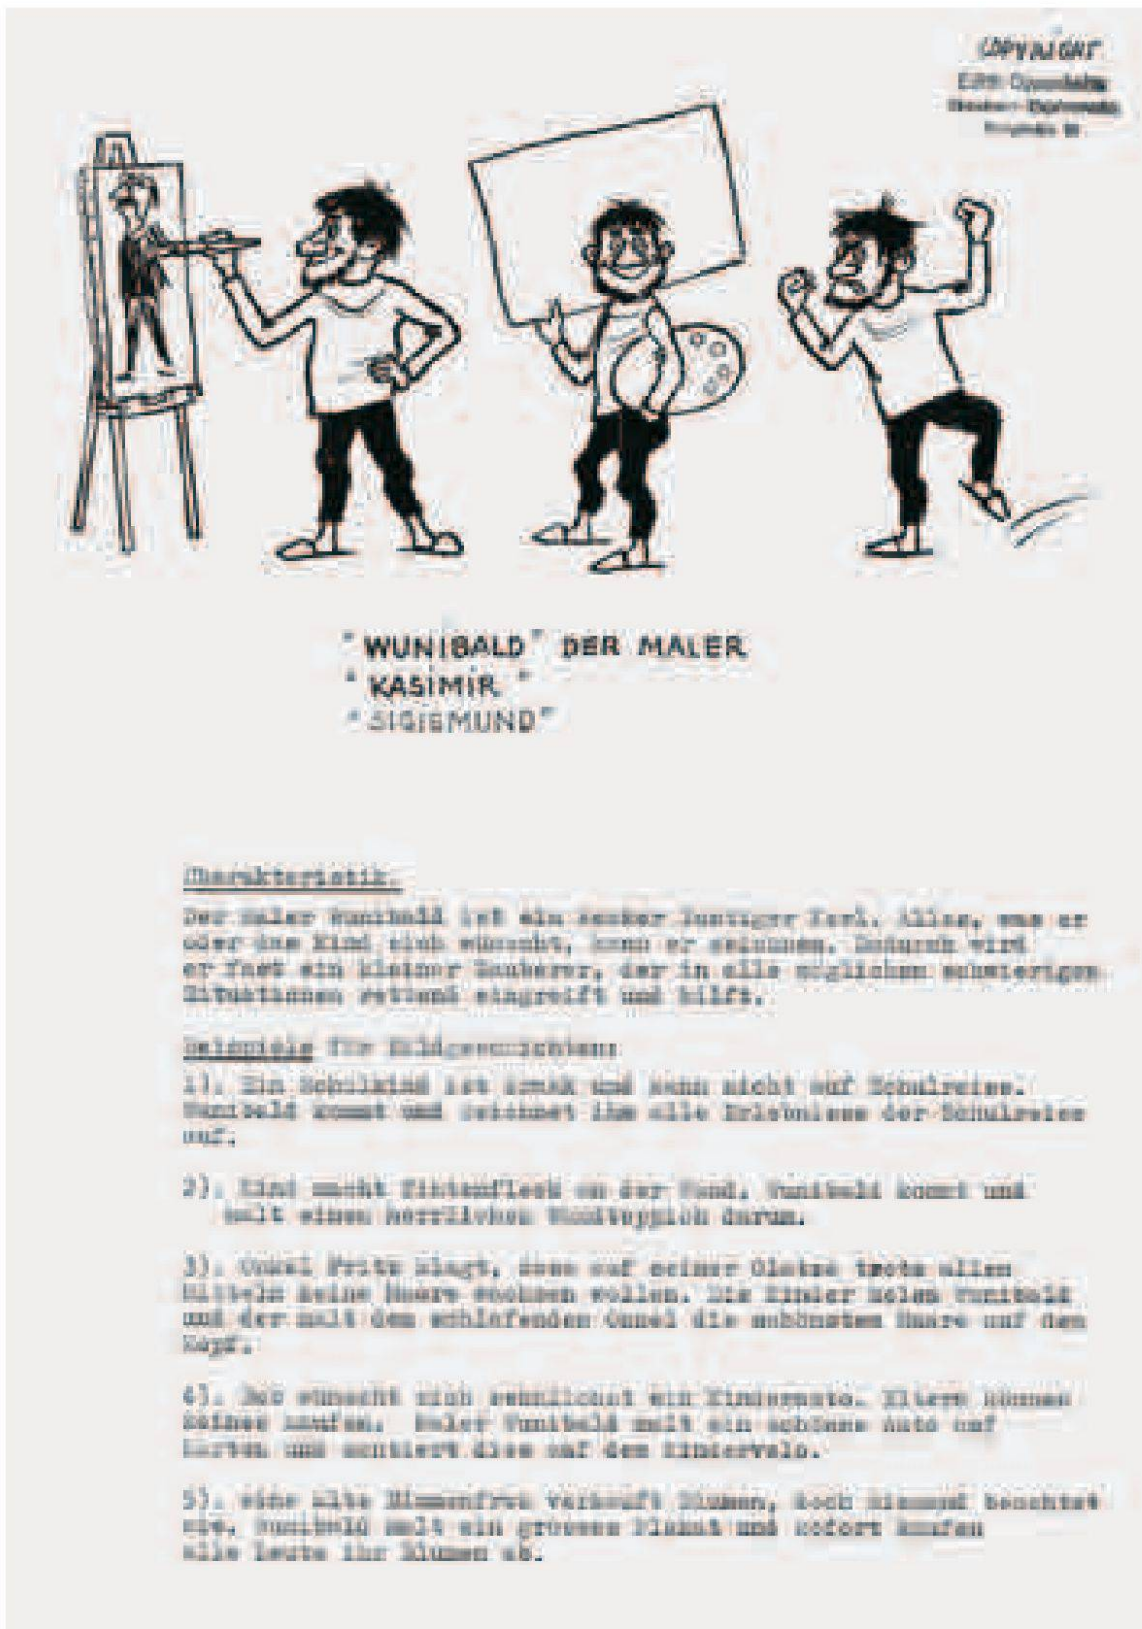 COPYRIGHT
"WUNIBALD" DER MALER
"KASIMIR"
"SIGISMUND"
Charakteristik.
Der Maler Wunibald ist ein lustiger Kerl. Alles, was er
oder das Kind sich wünscht, kann er Dadurch wird
er fast ein kleiner Zauberer, der in alle möglichen schwierigen
Situationen rettend eingreift und hilft.
Beispiele für Bildgeschichten:
1). Ein Schulkind ist krank und kann nicht auf Schulreise.
Wunibald kommt und zeichnet ihm alle Erlebnisse der Schulreise
auf.
2). Kind macht Tintenfleck an der Wand. Wunibald kommt und
malt einen herrlichen Wandteppich darum.
3). Onkel Fritz klagt, dass auf seiner Glatze trotz allen
Mitteln keine Haare wachsen wollen. Die Kinder holen Wunibald
und der malt dem schlafenden Onkel die schönsten Haare auf den
Kopf.
4). Bob wünscht sich sehnlichst ein Kinderauto. Eltern können
keines kaufen. Maler Wunibald malt ein schönes Auto auf
Karton und montiert dies auf dem Kindervelo.
5). eine alte Blumenfrau verkauft Blumen, doch niemand beachtet
sie. Wunibald malt ein grosses Plakat und sofort kaufen
alle Leute ihr Blumen ab.